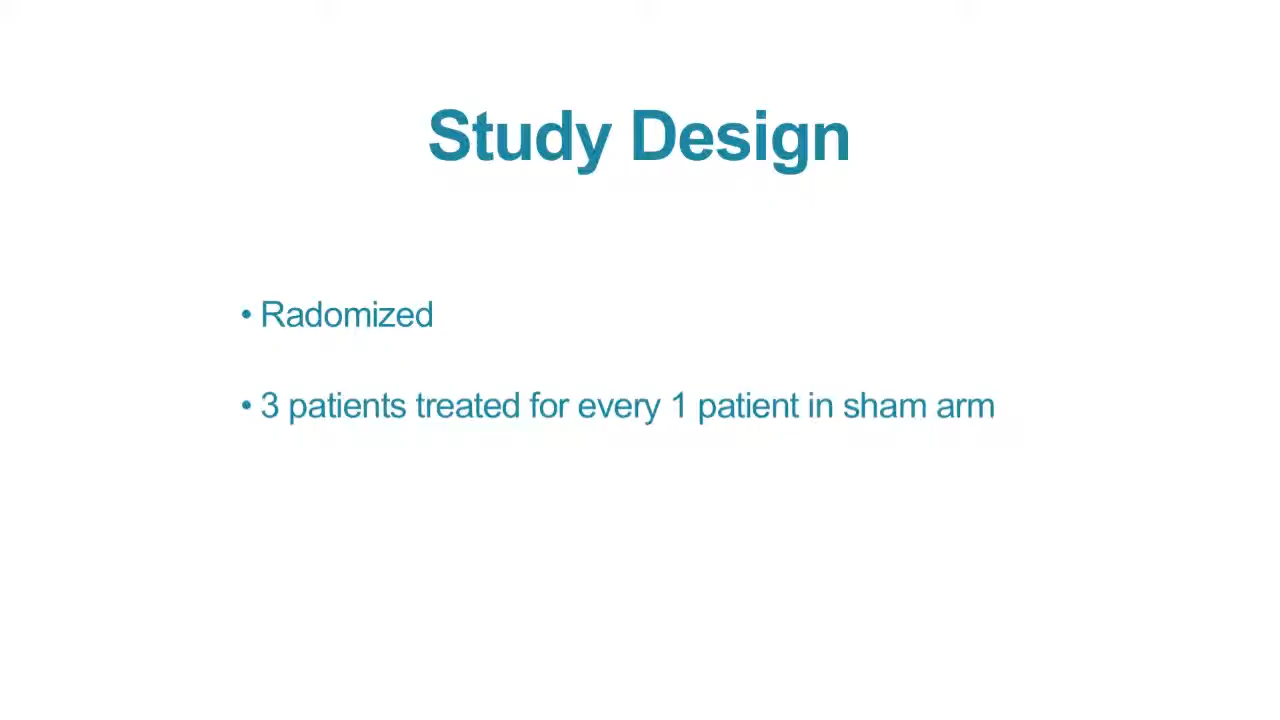 Study Design
• Radomized
• 3 patients treated for every 1 patient in sham arm